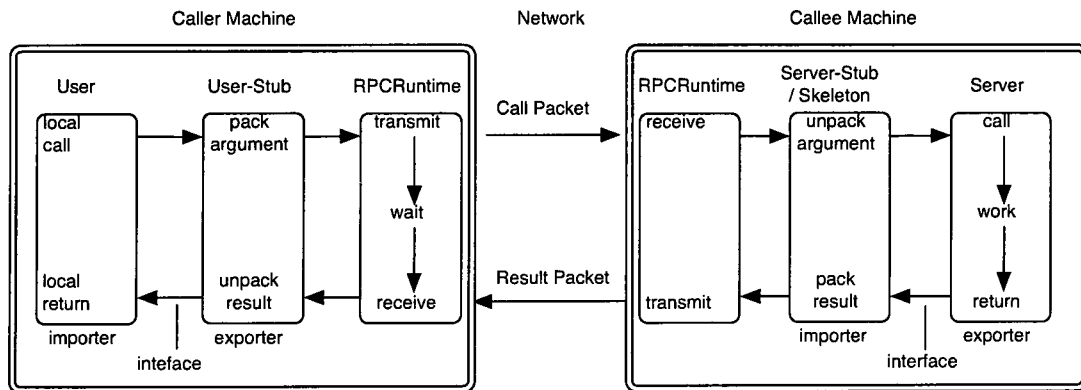 Caller Machine
Network
Callee Machine
User
User-Stub
RPCRuntime
local
call
pack
argument
transmit
wait
local
return
unpack
result
receive
importer
exporter
inteface
Call Packet
Result Packet
RPCRuntime
Server-Stub
/ Skeleton
Server
receive
unpack
argument
call
work
transmit
pack
result
return
importer
exporter
interface